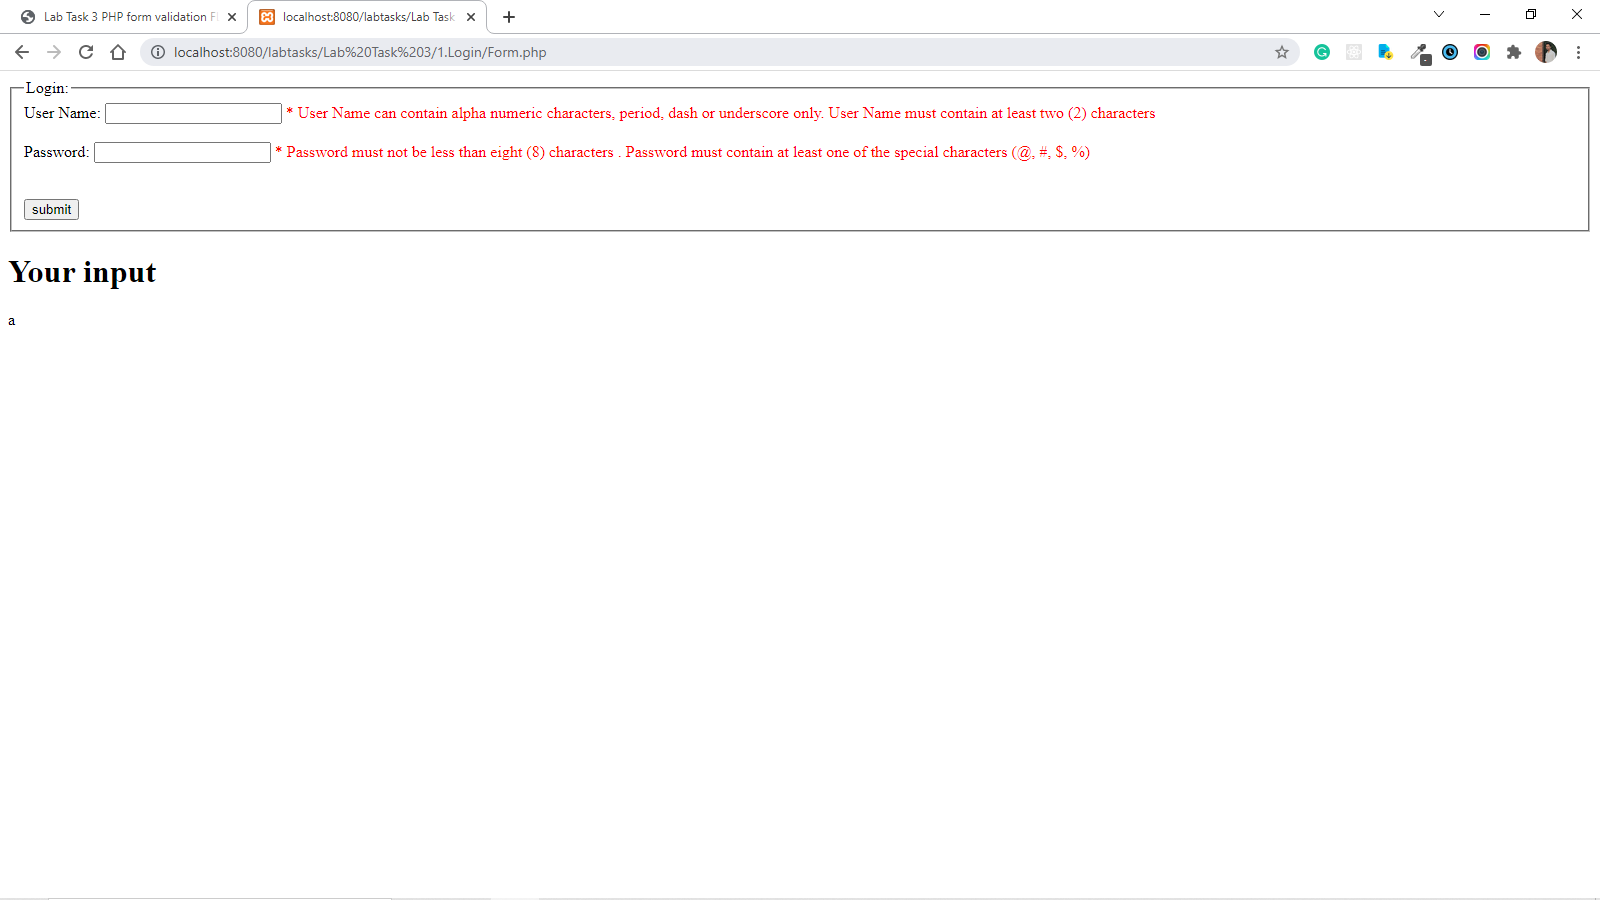 Lab Task 3 PHP form validation F
localhost:8080/labtasks/Lab Task
localhost:8080/labtasks/Lab%20Task%203/1.Login/Form.php
Login:
User Name: * User Name can contain alpha numeric characters, period, dash or underscore only. User Name must contain at least two (2) characters
Password: * Password must not be less than eight (8) characters . Password must contain at least one of the special characters (@, #, $, %)
submit
Your input
a